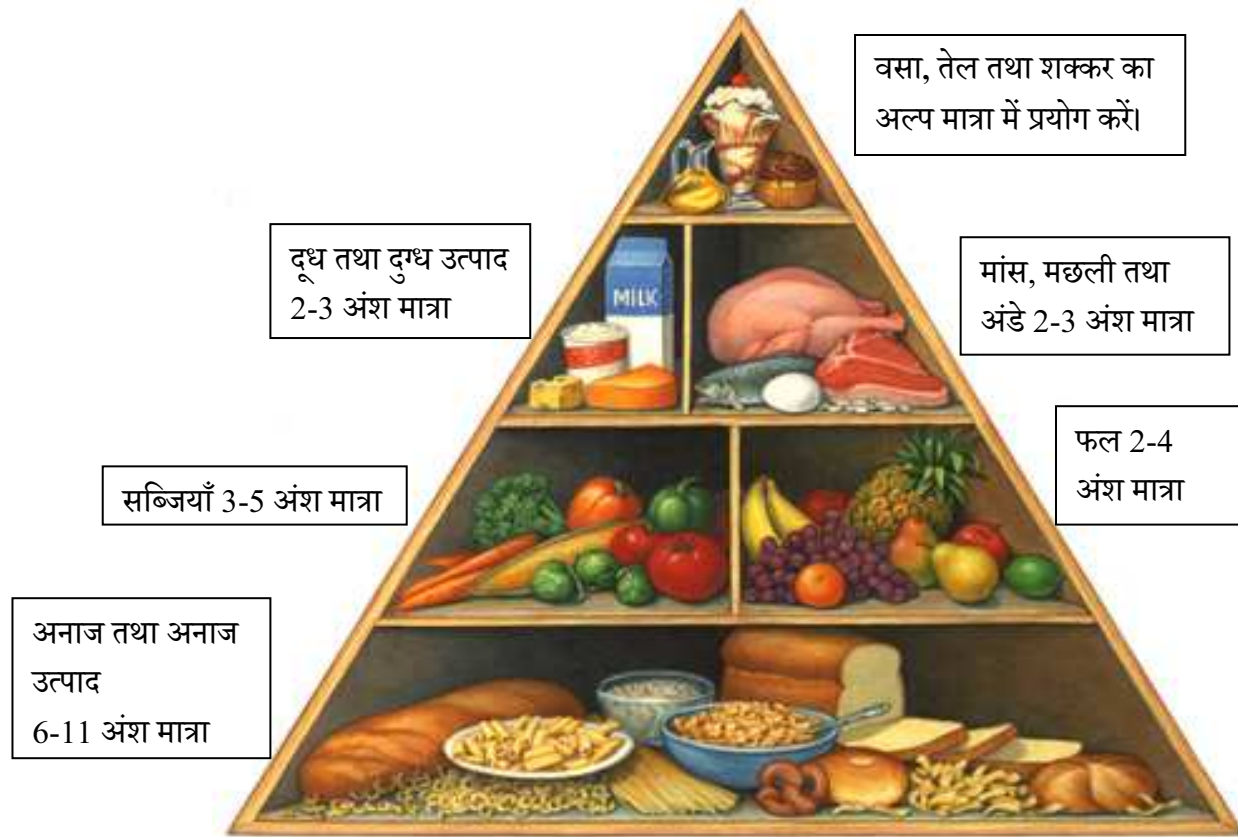 वसा, तेल तथा शक्कर का
अल्प मात्रा में प्रयोग करें।
दूध तथा दुग्ध उत्पाद
2-3 अंश मात्रा
MILK
मांस, मछली तथा
अंडे 2-3 अंश मात्रा
सब्जियाँ 3-5 अंश मात्रा
फल 2-4
अंश मात्रा
अनाज तथा अनाज
उत्पाद
6-11 अंश मात्रा